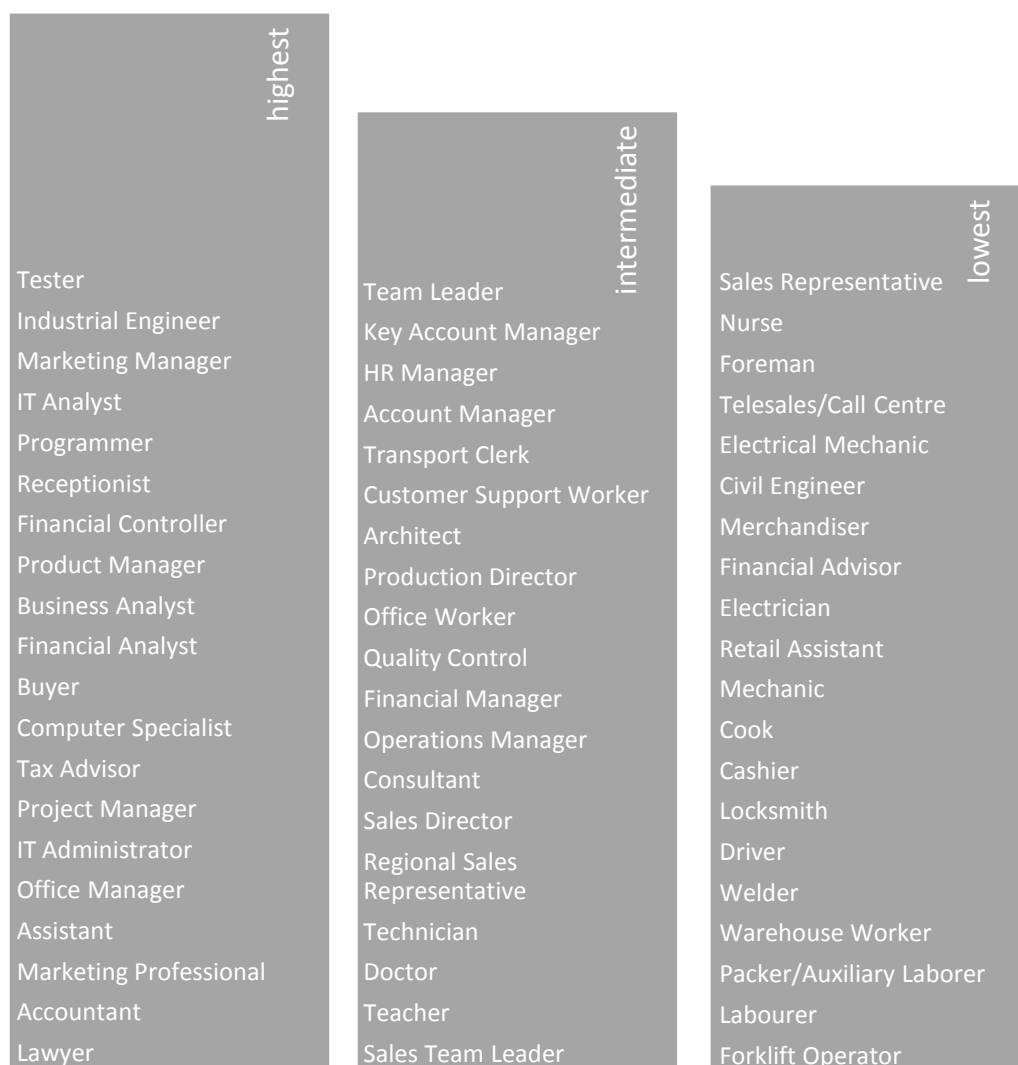 highest
Tester
Industrial Engineer
Marketing Manager
IT Analyst
Programmer
Receptionist
Financial Controller
Product Manager
Business Analyst
Financial Analyst
Buyer
Computer Specialist
Tax Advisor
Project Manager
IT Administrator
Office Manager
Assistant
Marketing Professional
Accountant
Lawyer
intermediate
Team Leader
Key Account Manager
HR Manager
Account Manager
Transport Clerk
Customer Support Worker
Architect
Production Director
Office Worker
Quality Control
Financial Manager
Operations Manager
Consultant
Sales Director
Regional Sales
Representative
Technician
Doctor
Teacher
Sales Team Leader
lowest
Sales Representative
Nurse
Foreman
Telesales/Call Centre
Electrical Mechanic
Civil Engineer
Merchandiser
Financial Advisor
Electrician
Retail Assistant
Mechanic
Cook
Cashier
Locksmith
Driver
Welder
Warehouse Worker
Packer/Auxiliary Laborer
Labourer
Forklift Operator